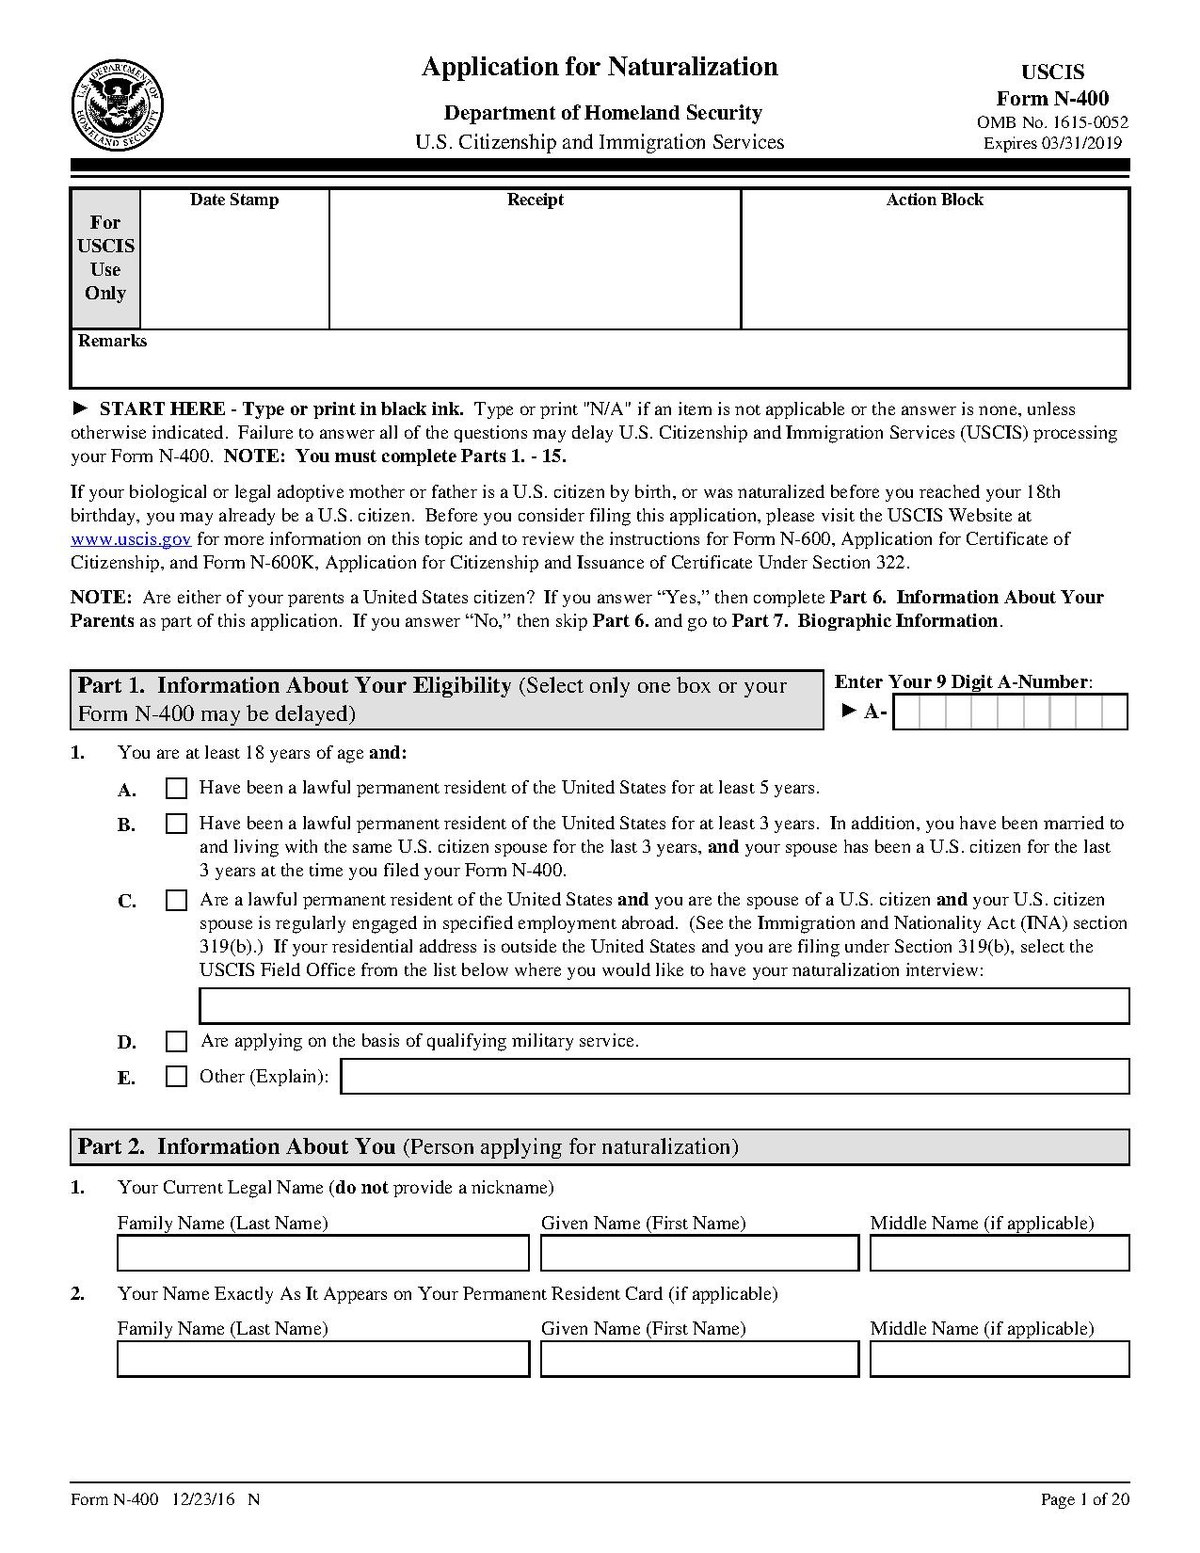 Application for Naturalization
Department of Homeland Security
U.S. Citizenship and Immigration Services
USCIS
Form N-400
OMB No. 1615-0052
Expires 03/31/2019
U.S. DEPARTMENT OF HOMELAND SECURITY
For
USCIS
Use
Only
Date Stamp
Receipt
Action Block
Remarks
► START HERE - Type or print in black ink. Type or print "N/A" if an item is not applicable or the answer is none, unless
otherwise indicated. Failure to answer all of the questions may delay U.S. Citizenship and Immigration Services (USCIS) processing
your Form N-400. NOTE: You must complete Parts 1. - 15.
If your biological or legal adoptive mother or father is a U.S. citizen by birth, or was naturalized before you reached your 18th
birthday, you may already be a U.S. citizen. Before you consider filing this application, please visit the USCIS Website at
www.uscis.gov for more information on this topic and to review the instructions for Form N-600, Application for Certificate of
Citizenship, and Form N-600K, Application for Citizenship and Issuance of Certificate Under Section 322.
NOTE: Are either of your parents a United States citizen? If you answer “Yes,” then complete Part 6. Information About Your
Parents as part of this application. If you answer “No,” then skip Part 6. and go to Part 7. Biographic Information.
Part 1. Information About Your Eligibility (Select only one box or your
Form N-400 may be delayed)
Enter Your 9 Digit A-Number:
► A-
1. You are at least 18 years of age and:
A. Have been a lawful permanent resident of the United States for at least 5 years.
B. Have been a lawful permanent resident of the United States for at least 3 years. In addition, you have been married to
and living with the same U.S. citizen spouse for the last 3 years, and your spouse has been a U.S. citizen for the last
3 years at the time you filed your Form N-400.
C. Are a lawful permanent resident of the United States and you are the spouse of a U.S. citizen and your U.S. citizen
spouse is regularly engaged in specified employment abroad. (See the Immigration and Nationality Act (INA) section
319(b).) If your residential address is outside the United States and you are filing under Section 319(b), select the
USCIS Field Office from the list below where you would like to have your naturalization interview:
D. Are applying on the basis of qualifying military service.
E. Other (Explain):
Part 2. Information About You (Person applying for naturalization)
1. Your Current Legal Name (do not provide a nickname)
Family Name (Last Name) Given Name (First Name) Middle Name (if applicable)
2. Your Name Exactly As It Appears on Your Permanent Resident Card (if applicable)
Family Name (Last Name) Given Name (First Name) Middle Name (if applicable)
Form N-400 12/23/16 N
Page 1 of 20